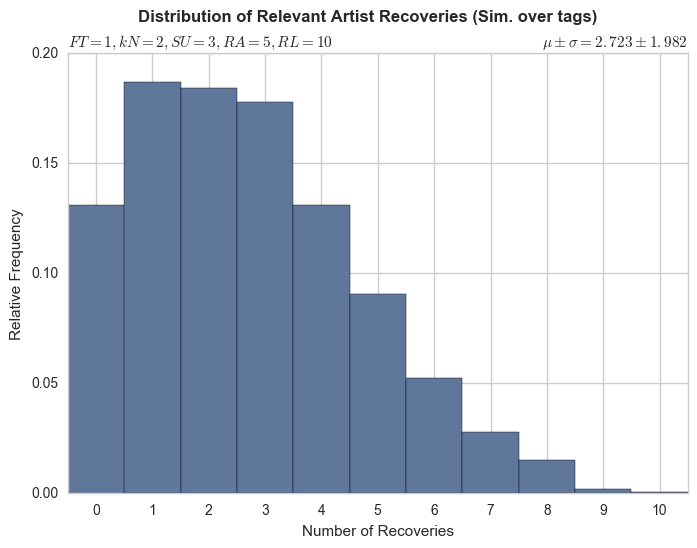 Distribution of Relevant Artist Recoveries (Sim. over tags)
FT = 1, kN = 2, SU = 3, RA = 5, RL = 10
μ ± σ = 2.723 ± 1.982
0.20
0.15
0.10
0.05
0.00
Relative Frequency
0 1 2 3 4 5 6 7 8 9 10
Number of Recoveries